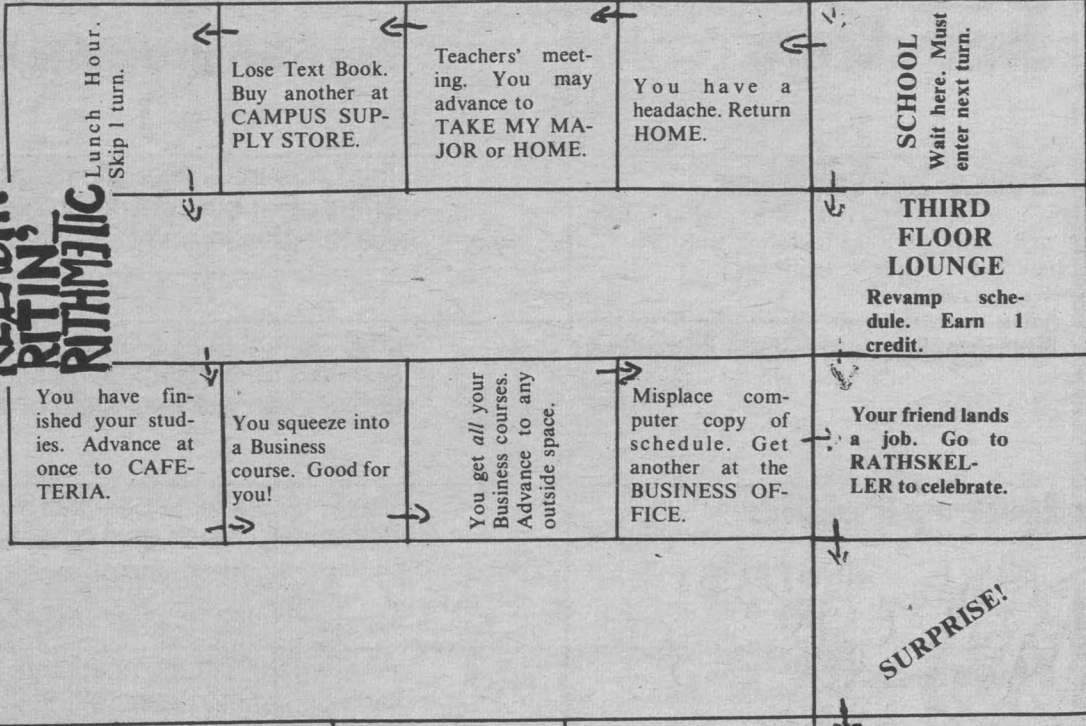 Lunch Hour.
Skip 1 turn.
Lose Text Book.
Buy another at
CAMPUS SUP-
PLY STORE.
Teachers' meet-
ing. You may
advance to
TAKE MY MA-
JOR or HOME.
You have a
headache. Return
HOME.
SCHOOL
Wait here. Must
enter next turn.
RITIN,'
RITHMETIC
THIRD
FLOOR
LOUNGE
Revamp sche-
dule. Earn 1
credit.
You have fin-
ished your stud-
ies. Advance at
once to CAFE-
TERIA.
You squeeze into
a Business
course. Good for
you!
You get all your
Business courses.
Advance to any
outside space.
Misplace com-
puter copy of
schedule. Get
another at the
BUSINESS OF-
FICE.
Your friend lands
a job. Go to
RATHSKEL-
LER to celebrate.
SURPRISE!